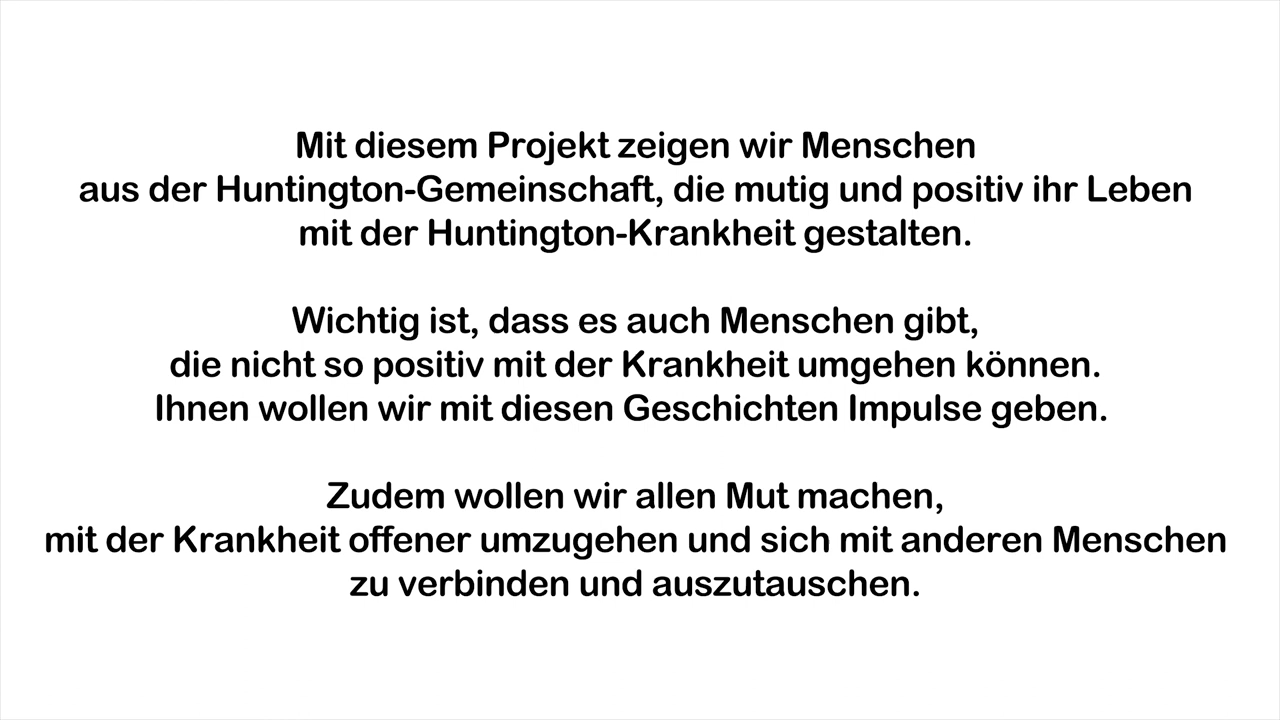 Mit diesem Projekt zeigen wir Menschen
aus der Huntington-Gemeinschaft, die mutig und positiv ihr Leben
mit der Huntington-Krankheit gestalten.
Wichtig ist, dass es auch Menschen gibt,
die nicht so positiv mit der Krankheit umgehen können.
Ihnen wollen wir mit diesen Geschichten Impulse geben.
Zudem wollen wir allen Mut machen,
mit der Krankheit offener umzugehen und sich mit anderen Menschen
zu verbinden und auszutauschen.